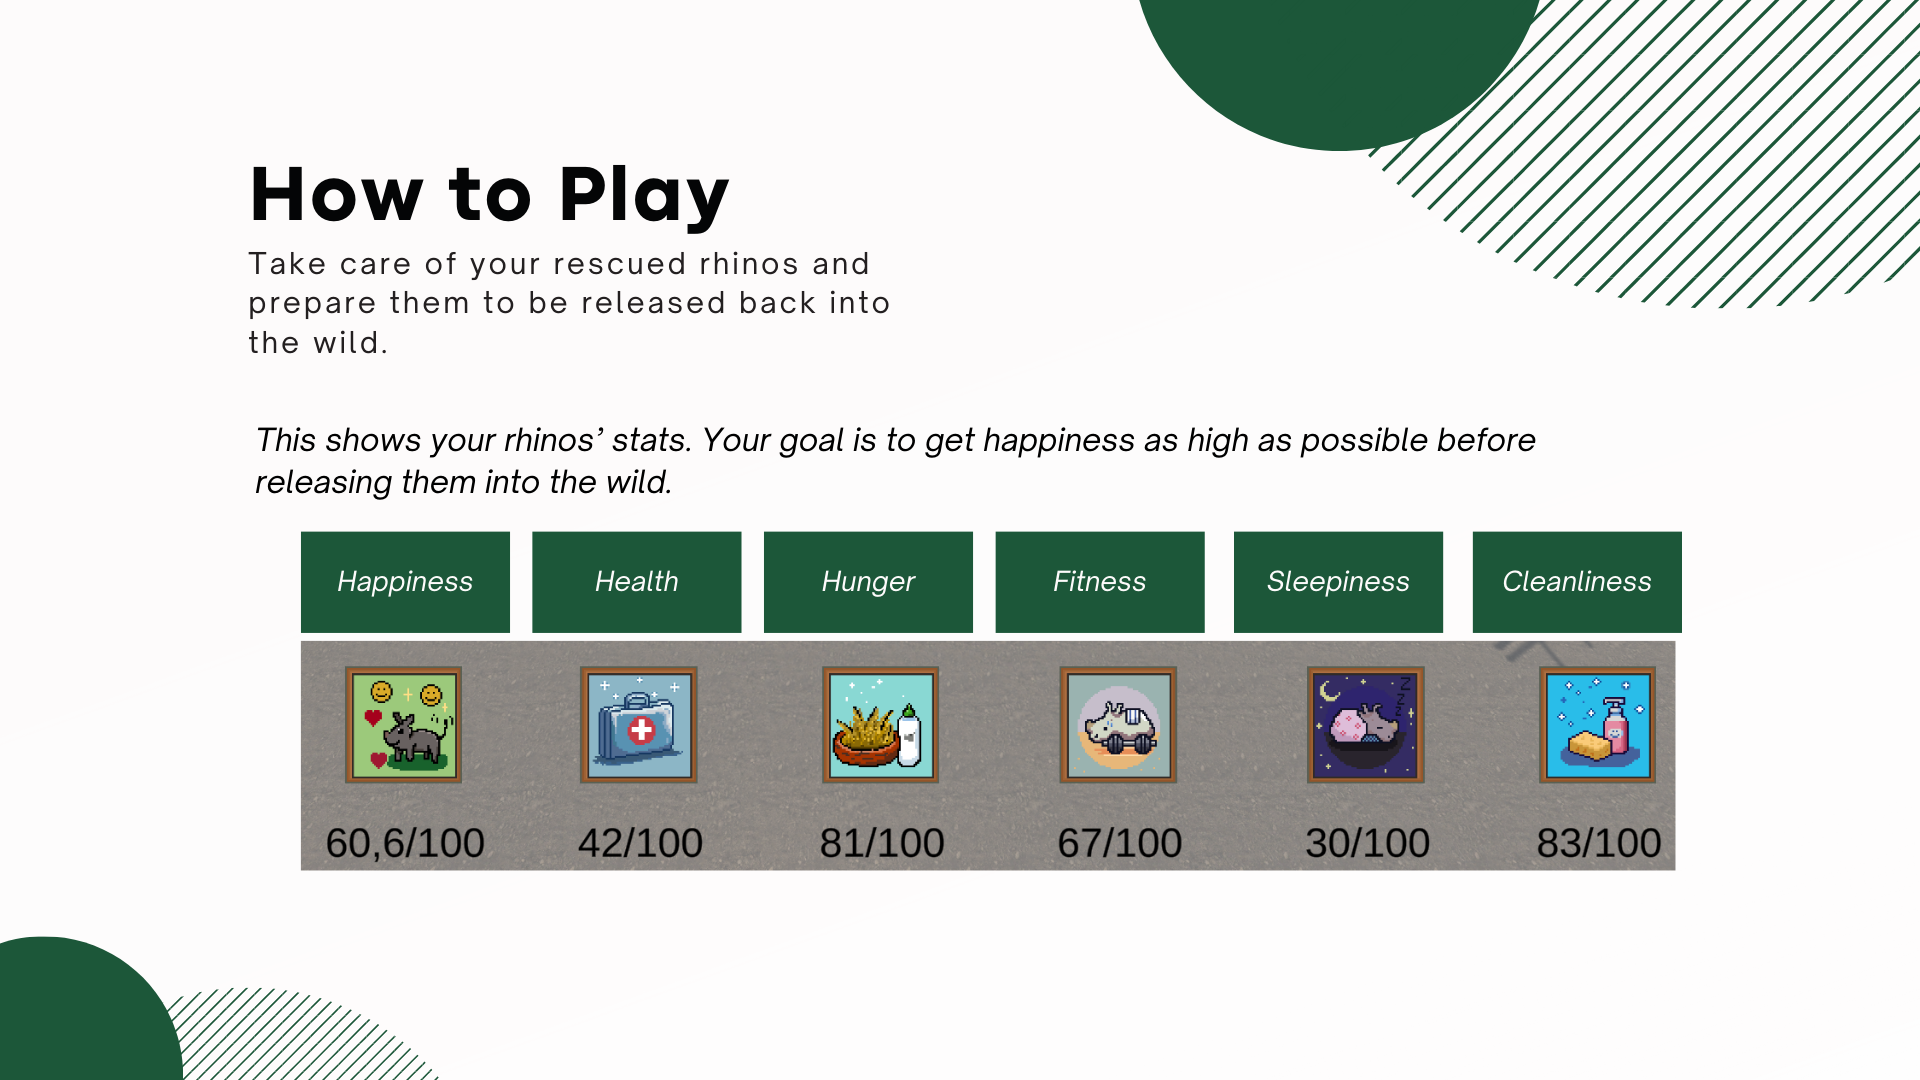 How to Play
Take care of your rescued rhinos and
prepare them to be released back into
the wild.
This shows your rhinos’ stats. Your goal is to get happiness as high as possible before
releasing them into the wild.
Happiness Health Hunger Fitness Sleepiness Cleanliness
Z
Z
Z
60,6/100 42/100 81/100 67/100 30/100 83/100